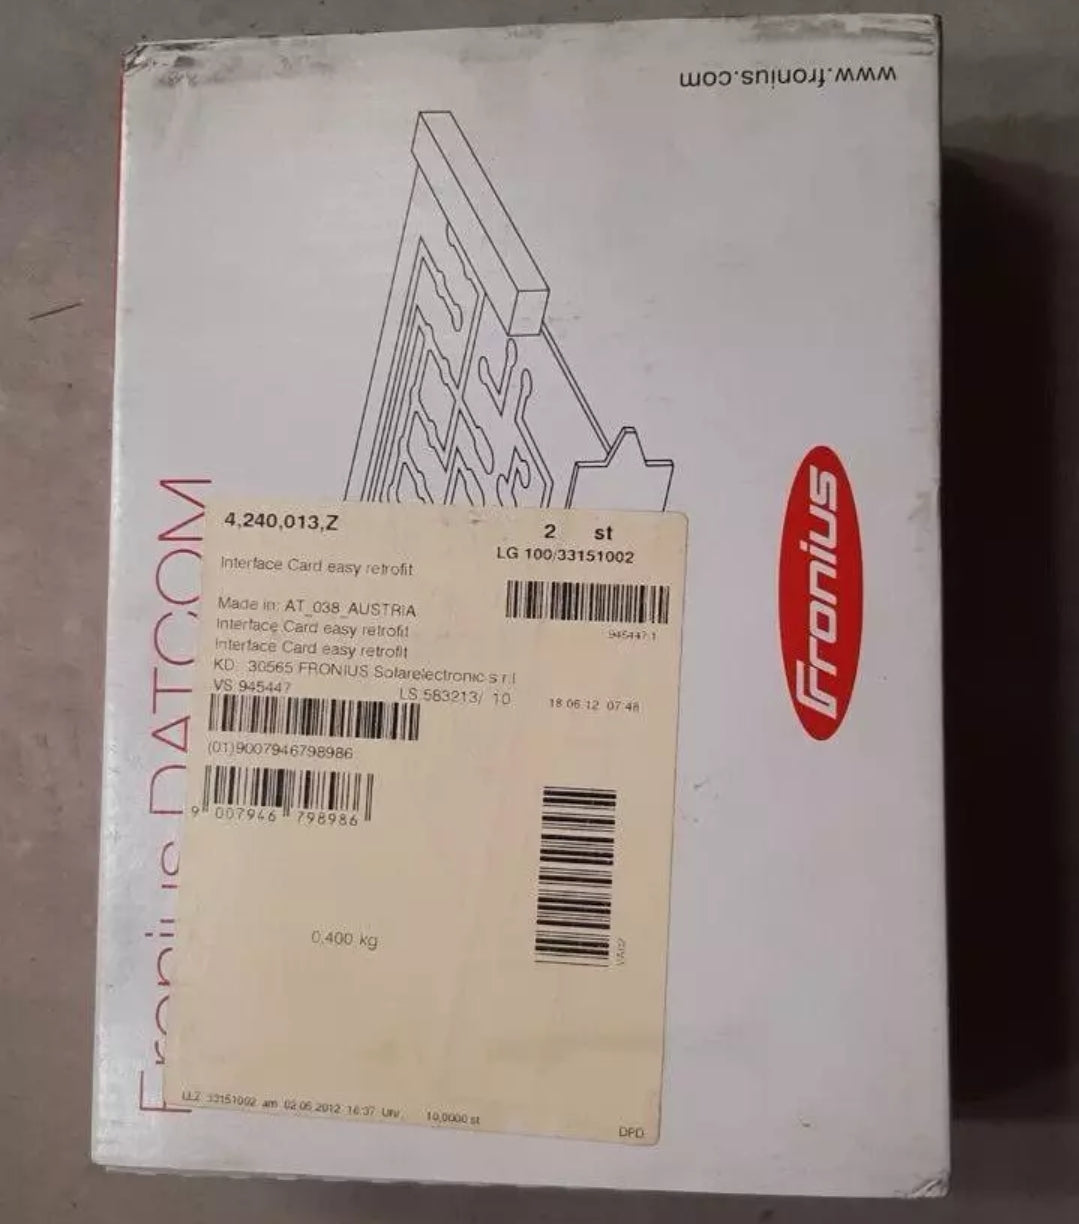 www.fronius.com
Fronius DATCOM
Fronius
4,240,013,Z
2 st
LG 100/33151002
Interface Card easy retrofit
945447.1
Made in: AT_038_AUSTRIA
Interface Card easy retrofit
Interface Card easy retrofit
KD: 30565 FRONIUS Solarelectronic s r l
VS 945447 LS 583213/ 10 18 06 12 07:48
(01)9007946798986
9 007946 798986
0,400 kg
VA02
LLZ 33151002 am 02.06.2012 16:37 Uhr, 10,0000 st
DPD